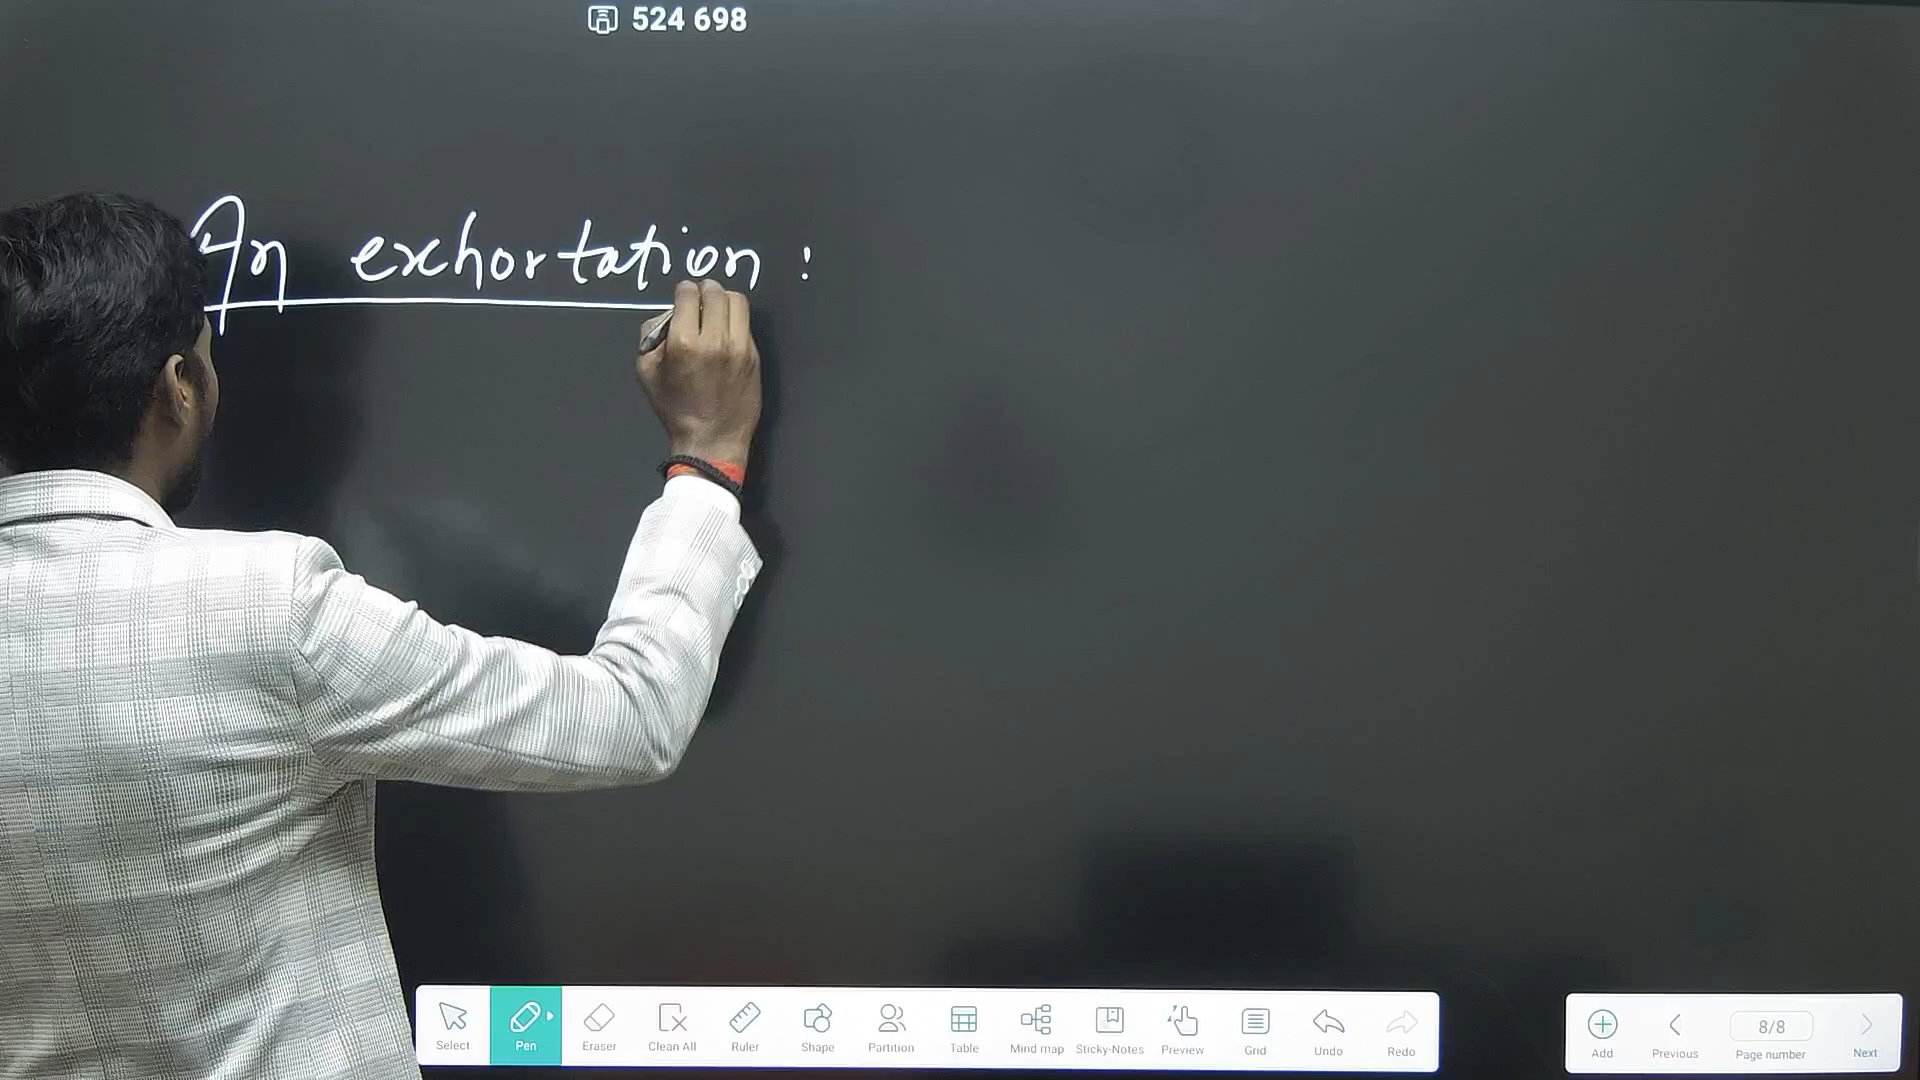 524 698
An exhortation :
Select Pen Eraser Clean All Ruler Shape Partition Table Mind map Sticky-Notes Preview Grid Undo Redo
Add Previous 8/8 Page number Next